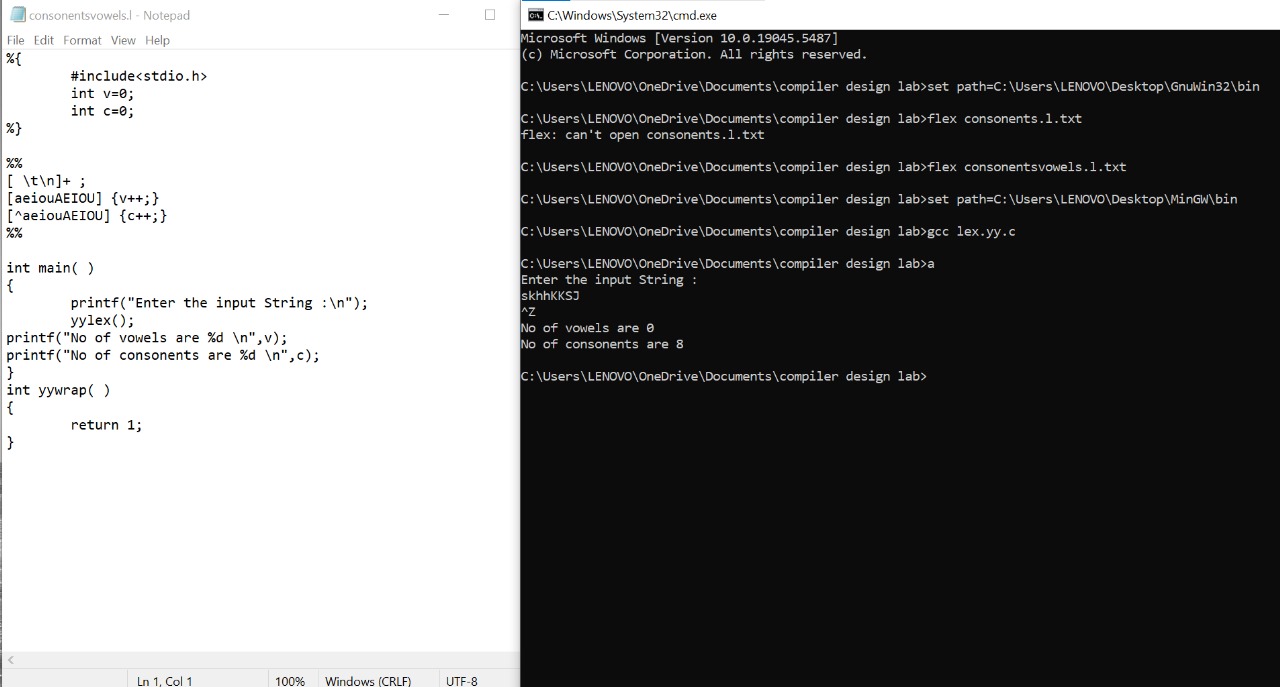 consonentsvowels.l - Notepad
File Edit Format View Help
%{
#include<stdio.h>
int v=0;
int c=0;
%}
%%
[ \t\n]+ ;
[aeiouAEIOU] {v++;}
[^aeiouAEIOU] {c++;}
%%
int main( )
{
printf("Enter the input String :\n");
yylex();
printf("No of vowels are %d \n",v);
printf("No of consonents are %d \n",c);
}
int yywrap( )
{
return 1;
}
Ln 1, Col 1 100% Windows (CRLF) UTF-8
C:\Windows\System32\cmd.exe
Microsoft Windows [Version 10.0.19045.5487]
(c) Microsoft Corporation. All rights reserved.
C:\Users\LENOVO\OneDrive\Documents\compiler design lab>set path=C:\Users\LENOVO\Desktop\GnuWin32\bin
C:\Users\LENOVO\OneDrive\Documents\compiler design lab>flex consonents.l.txt
flex: can't open consonents.l.txt
C:\Users\LENOVO\OneDrive\Documents\compiler design lab>flex consonentsvowels.l.txt
C:\Users\LENOVO\OneDrive\Documents\compiler design lab>set path=C:\Users\LENOVO\Desktop\MinGW\bin
C:\Users\LENOVO\OneDrive\Documents\compiler design lab>gcc lex.yy.c
C:\Users\LENOVO\OneDrive\Documents\compiler design lab>a
Enter the input String :
skhhKKSJ
^Z
No of vowels are 0
No of consonents are 8
C:\Users\LENOVO\OneDrive\Documents\compiler design lab>